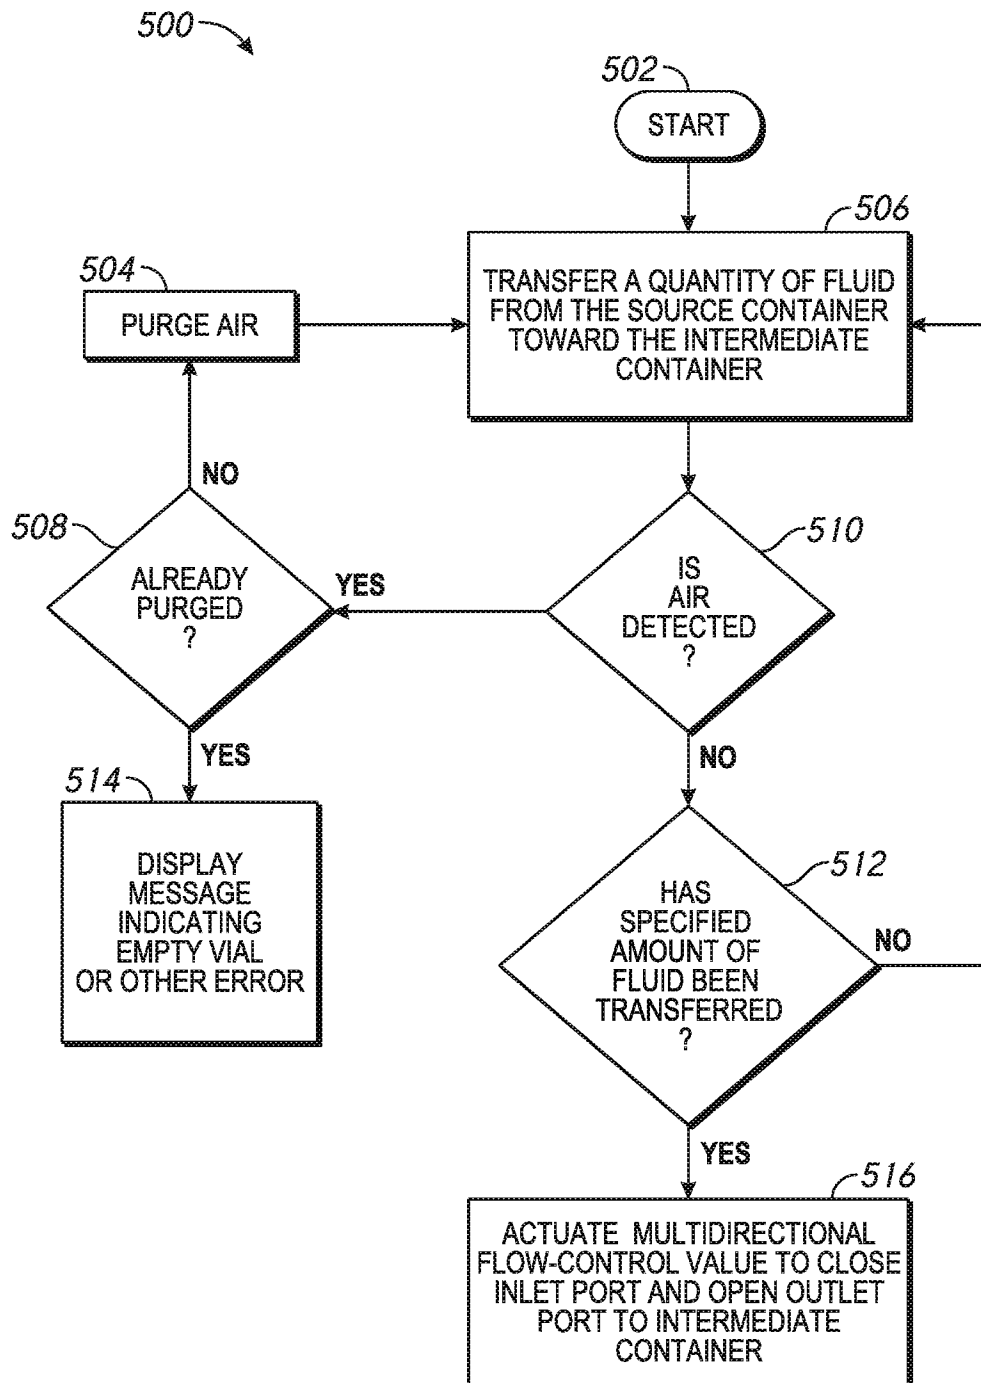 500
502
START
506
TRANSFER A QUANTITY OF FLUID
FROM THE SOURCE CONTAINER
TOWARD THE INTERMEDIATE
CONTAINER
504
PURGE AIR
NO
508
ALREADY
PURGED
?
YES
510
IS
AIR
DETECTED
?
YES
NO
514
DISPLAY
MESSAGE
INDICATING
EMPTY VIAL
OR OTHER ERROR
512
HAS
SPECIFIED
AMOUNT OF
FLUID BEEN
TRANSFERRED
?
NO
YES
516
ACTUATE MULTIDIRECTIONAL
FLOW-CONTROL VALUE TO CLOSE
INLET PORT AND OPEN OUTLET
PORT TO INTERMEDIATE
CONTAINER